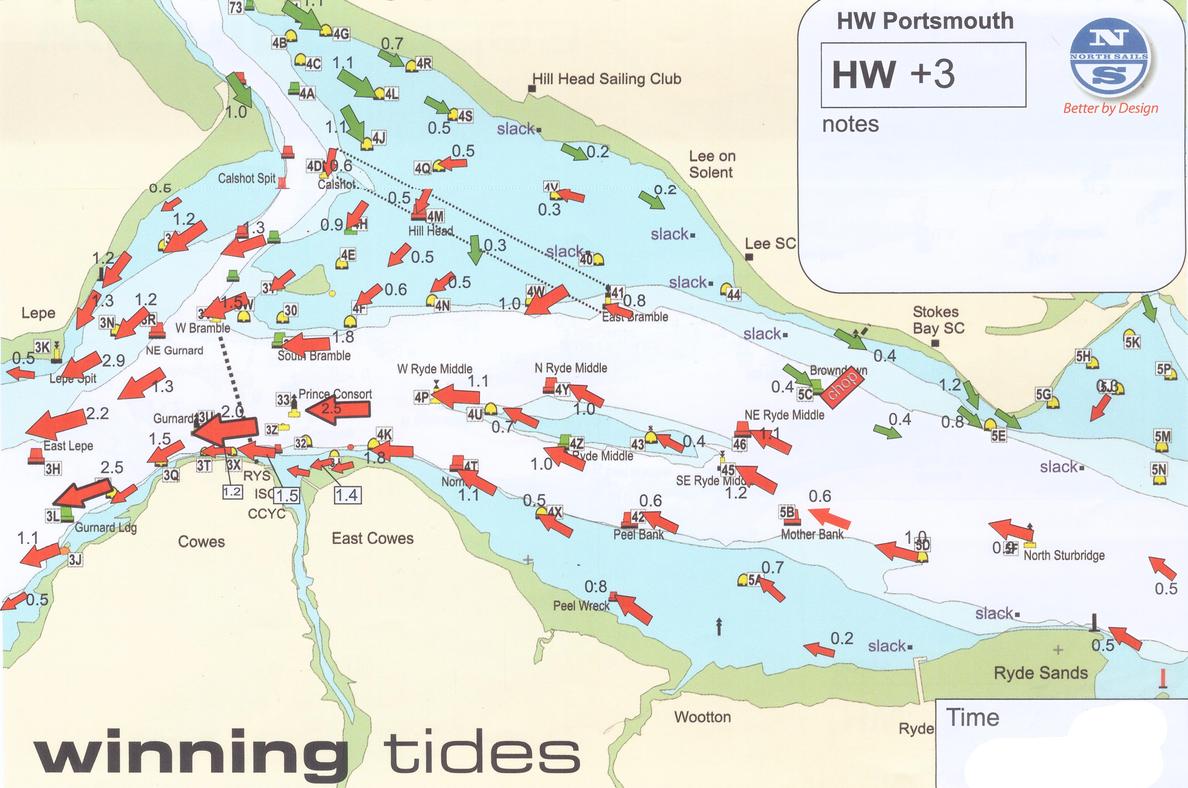 73
1.1
4B
4G
0.7
4C
4R
1.1
4A
4L
1.0
4S
0.5
1.1
4J
Hill Head Sailing Club
slack
0.2
Lee on
Solent
HW Portsmouth
HW +3
notes
NORTH SAILS
Better by Design
Calshot Spit
4D
0.6
Calshot
4Q
0.5
4V
0.3
0.2
0.5
4M
Hill Head
0.6
1.2
1.3
0.9
4E
0.3
slack
slack
40
Lee SC
1.2
0.5
0.5
slack
44
1.3
1.2
1.5
30
4F
0.6
4N
1.0
4W
41
0.8
East Bramble
Lepe
3N
W Bramble
1.8
South Bramble
slack
Stokes
Bay SC
3K
NE Gurnard
0.5
Lepe Spit
2.9
0.4
5H
5K
5P
1.3
W Ryde Middle
N Ryde Middle
Browndown
0.4
5C
chop
1.2
5G
5J
Prince Consort
33
2.5
4P
1.1
4Y
1.0
2.2
Gurnard
2.0
3Z
4U
0.7
NE Ryde Middle
46
1.1
0.4
0.8
5E
5M
East Lepe
3H
1.5
3Q
3T
3X
32
4K
1.8
4Z
Ryde Middle
1.0
43
0.4
45
SE Ryde Midd
1.2
slack
5N
2.5
RYS
ISC
CCYC
1.2
1.5
1.4
4T
Nor
1.1
3L
Gurnard Ldg
0.5
4X
0.6
42
Peel Bank
0.6
5B
Mother Bank
1.1
3J
Cowes
East Cowes
1.0
5D
5F
North Sturbridge
0.5
0.5
0:8
Peel Wreck
0.7
5A
slack
0.2
slack
0.5
Ryde Sands
Wootton
Ryde
Time
winning tides